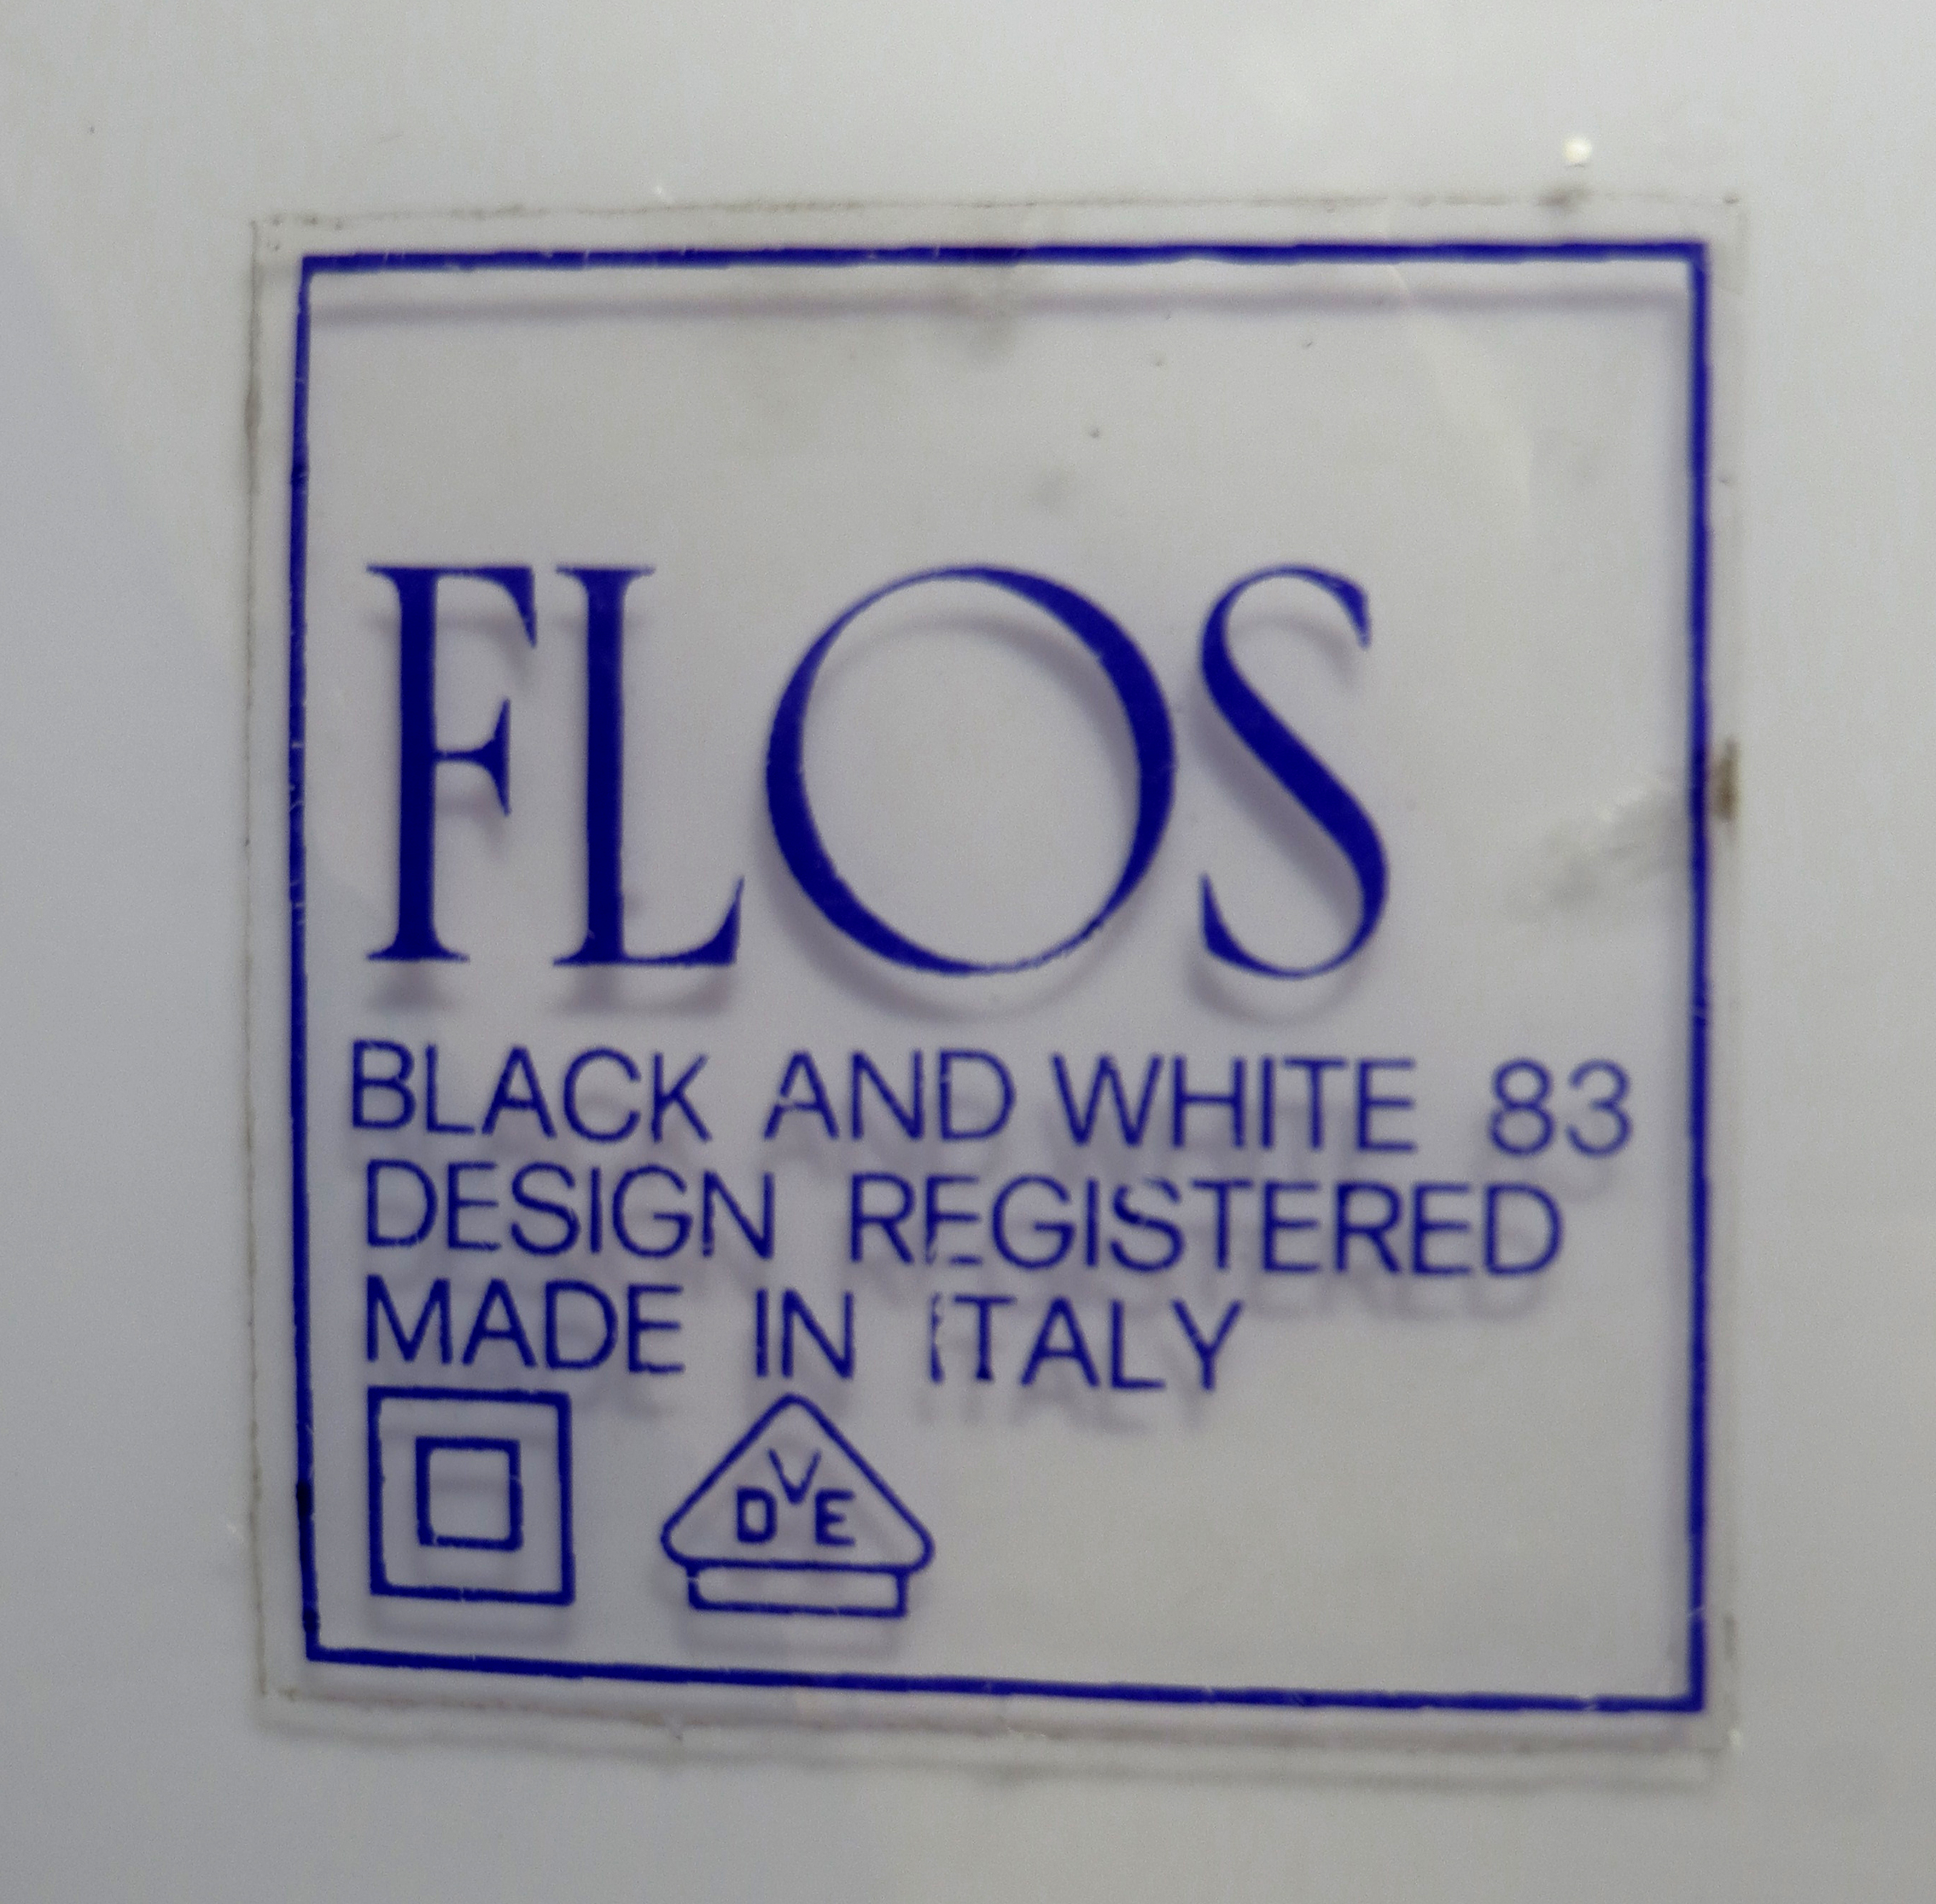 FLOS
BLACK AND WHITE 83
DESIGN REGISTERED
MADE IN ITALY
DVE